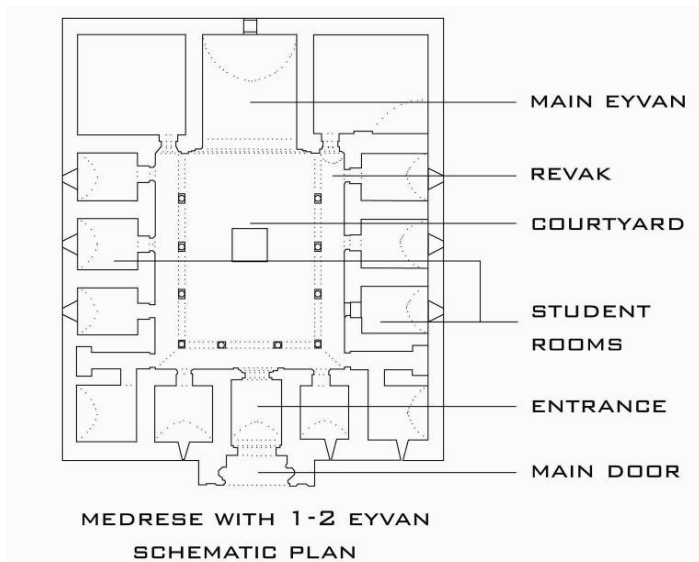 MAIN EYVAN
REVAK
COURTYARD
STUDENT
ROOMS
ENTRANCE
MAIN DOOR
MEDRESE WITH 1-2 EYVAN
SCHEMATIC PLAN